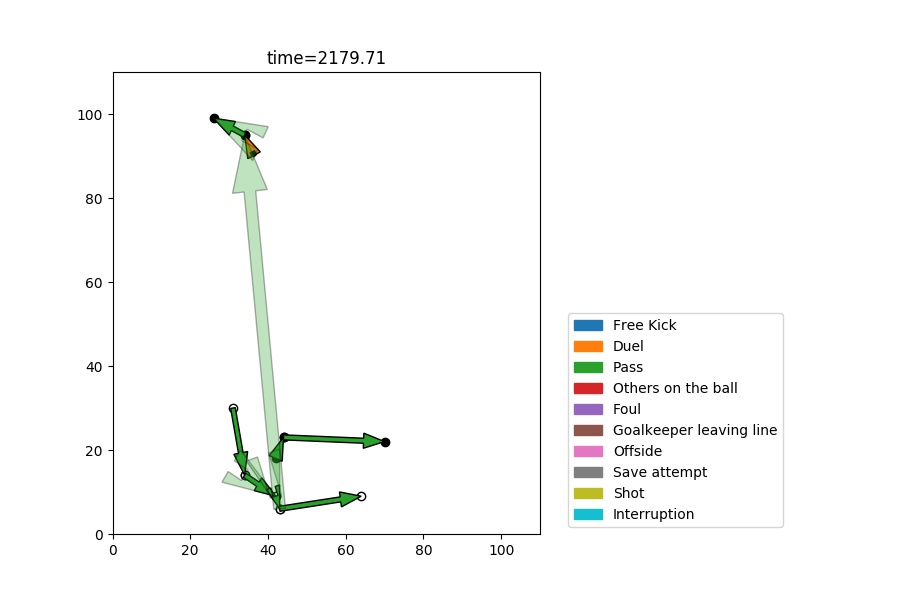 time=2179.71
100
80
60
40
20
0
0 20 40 60 80 100
Free Kick
Duel
Pass
Others on the ball
Foul
Goalkeeper leaving line
Offside
Save attempt
Shot
Interruption